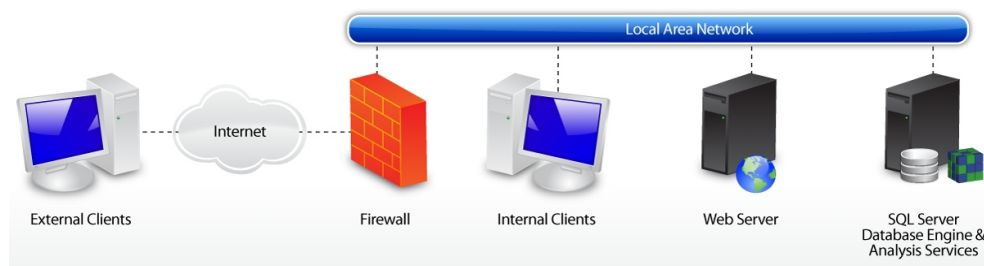 Local Area Network
Internet
External Clients
Firewall
Internal Clients
Web Server
SQL Server
Database Engine &
Analysis Services